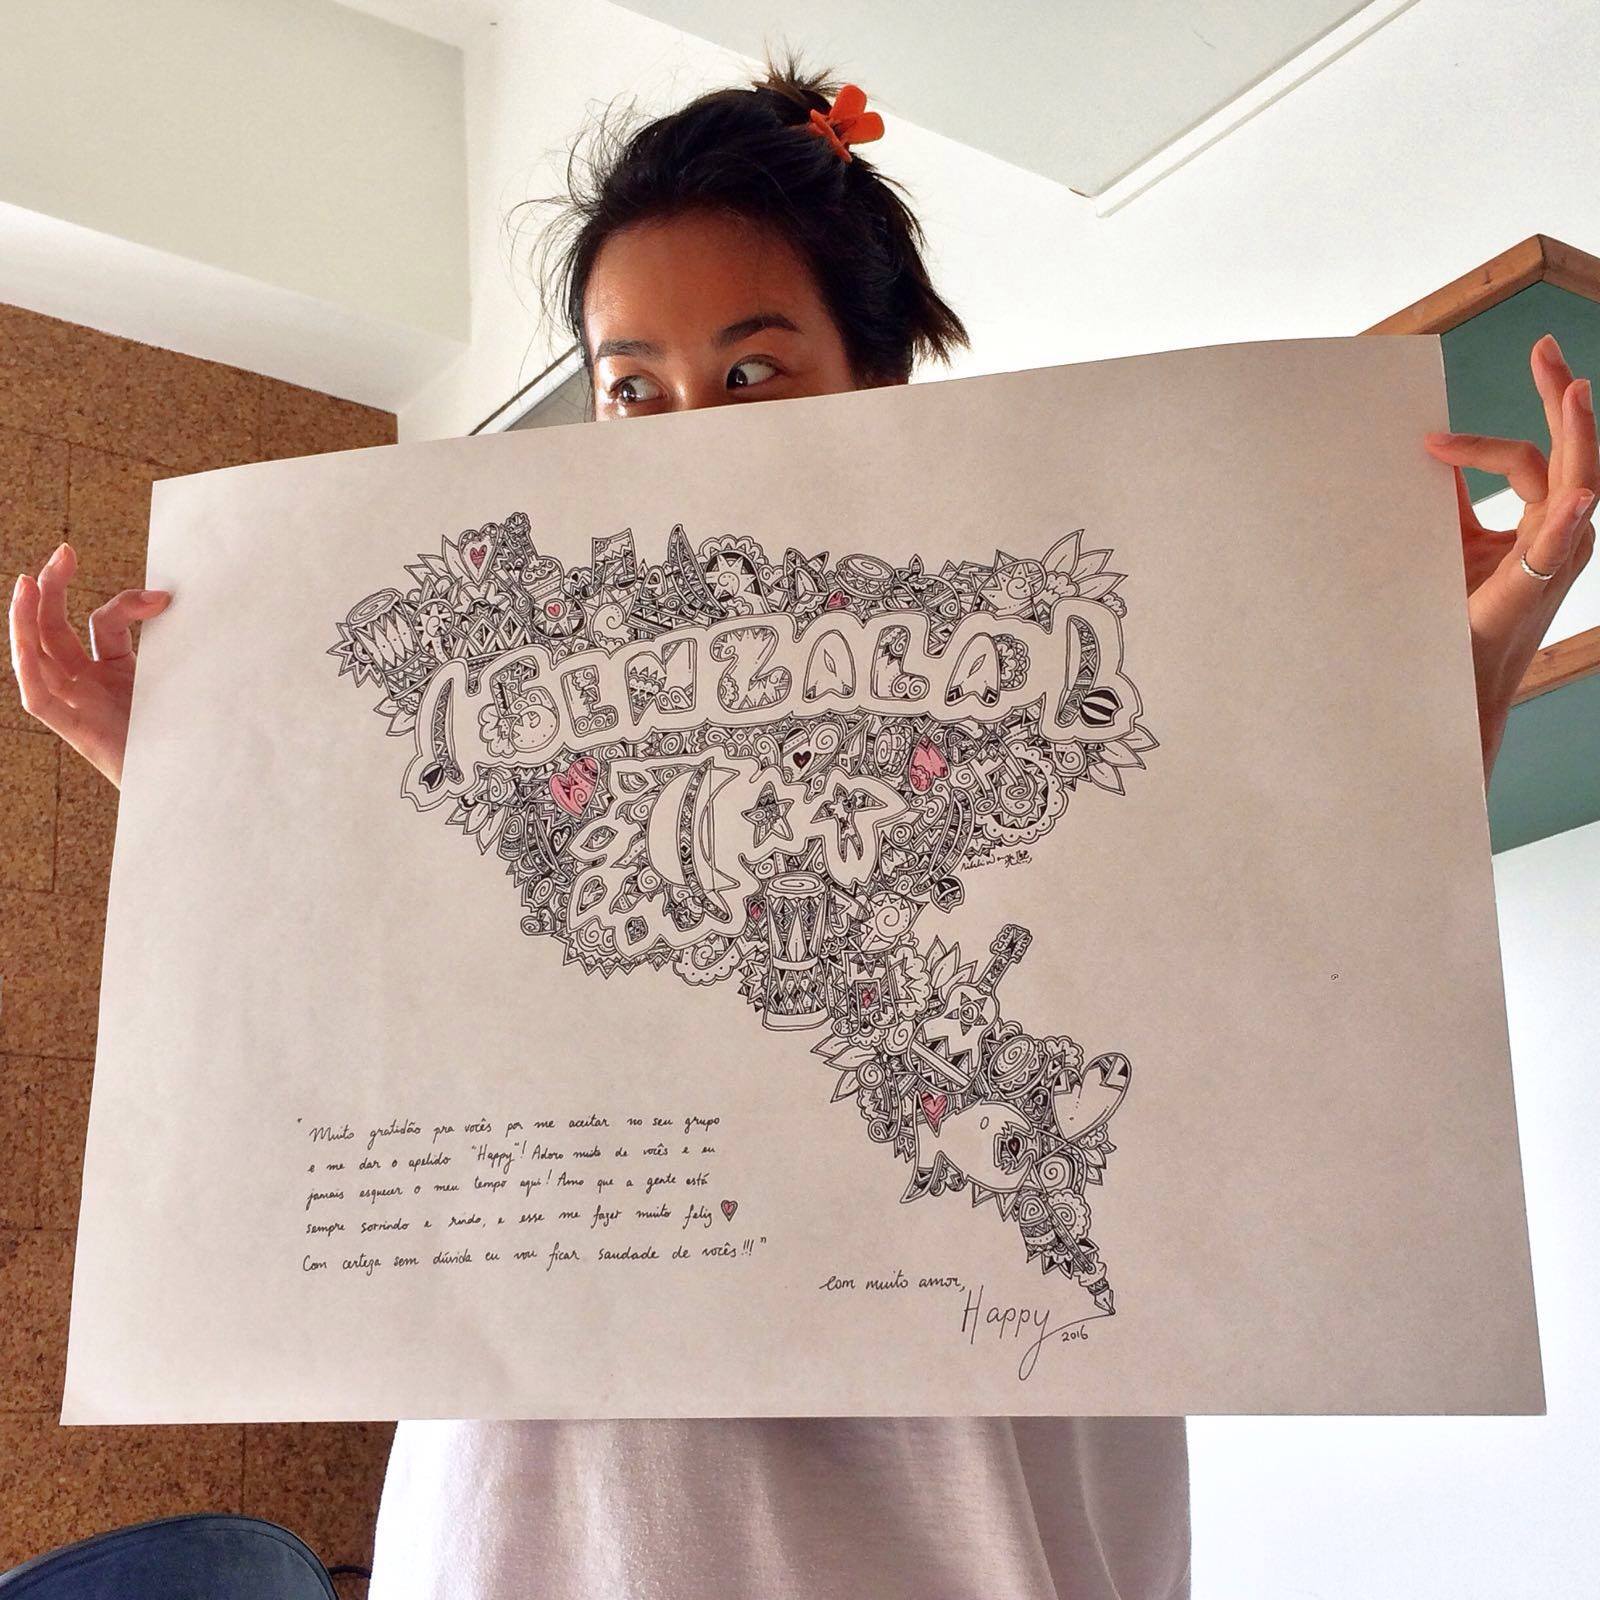 SENZALA
"Muito gratidão pra vocês por me aceitar no seu grupo
e me dar o apelido "Happy"! Adoro muito de vocês e eu
jamais esquecer o meu tempo aqui! Amo que a gente está
sempre sorrindo e rindo, e esse me fazer muito feliz
Com certeza sem dúvida eu vou ficar saudade de vocês!!!"
Com muito amor,
Happy
2016